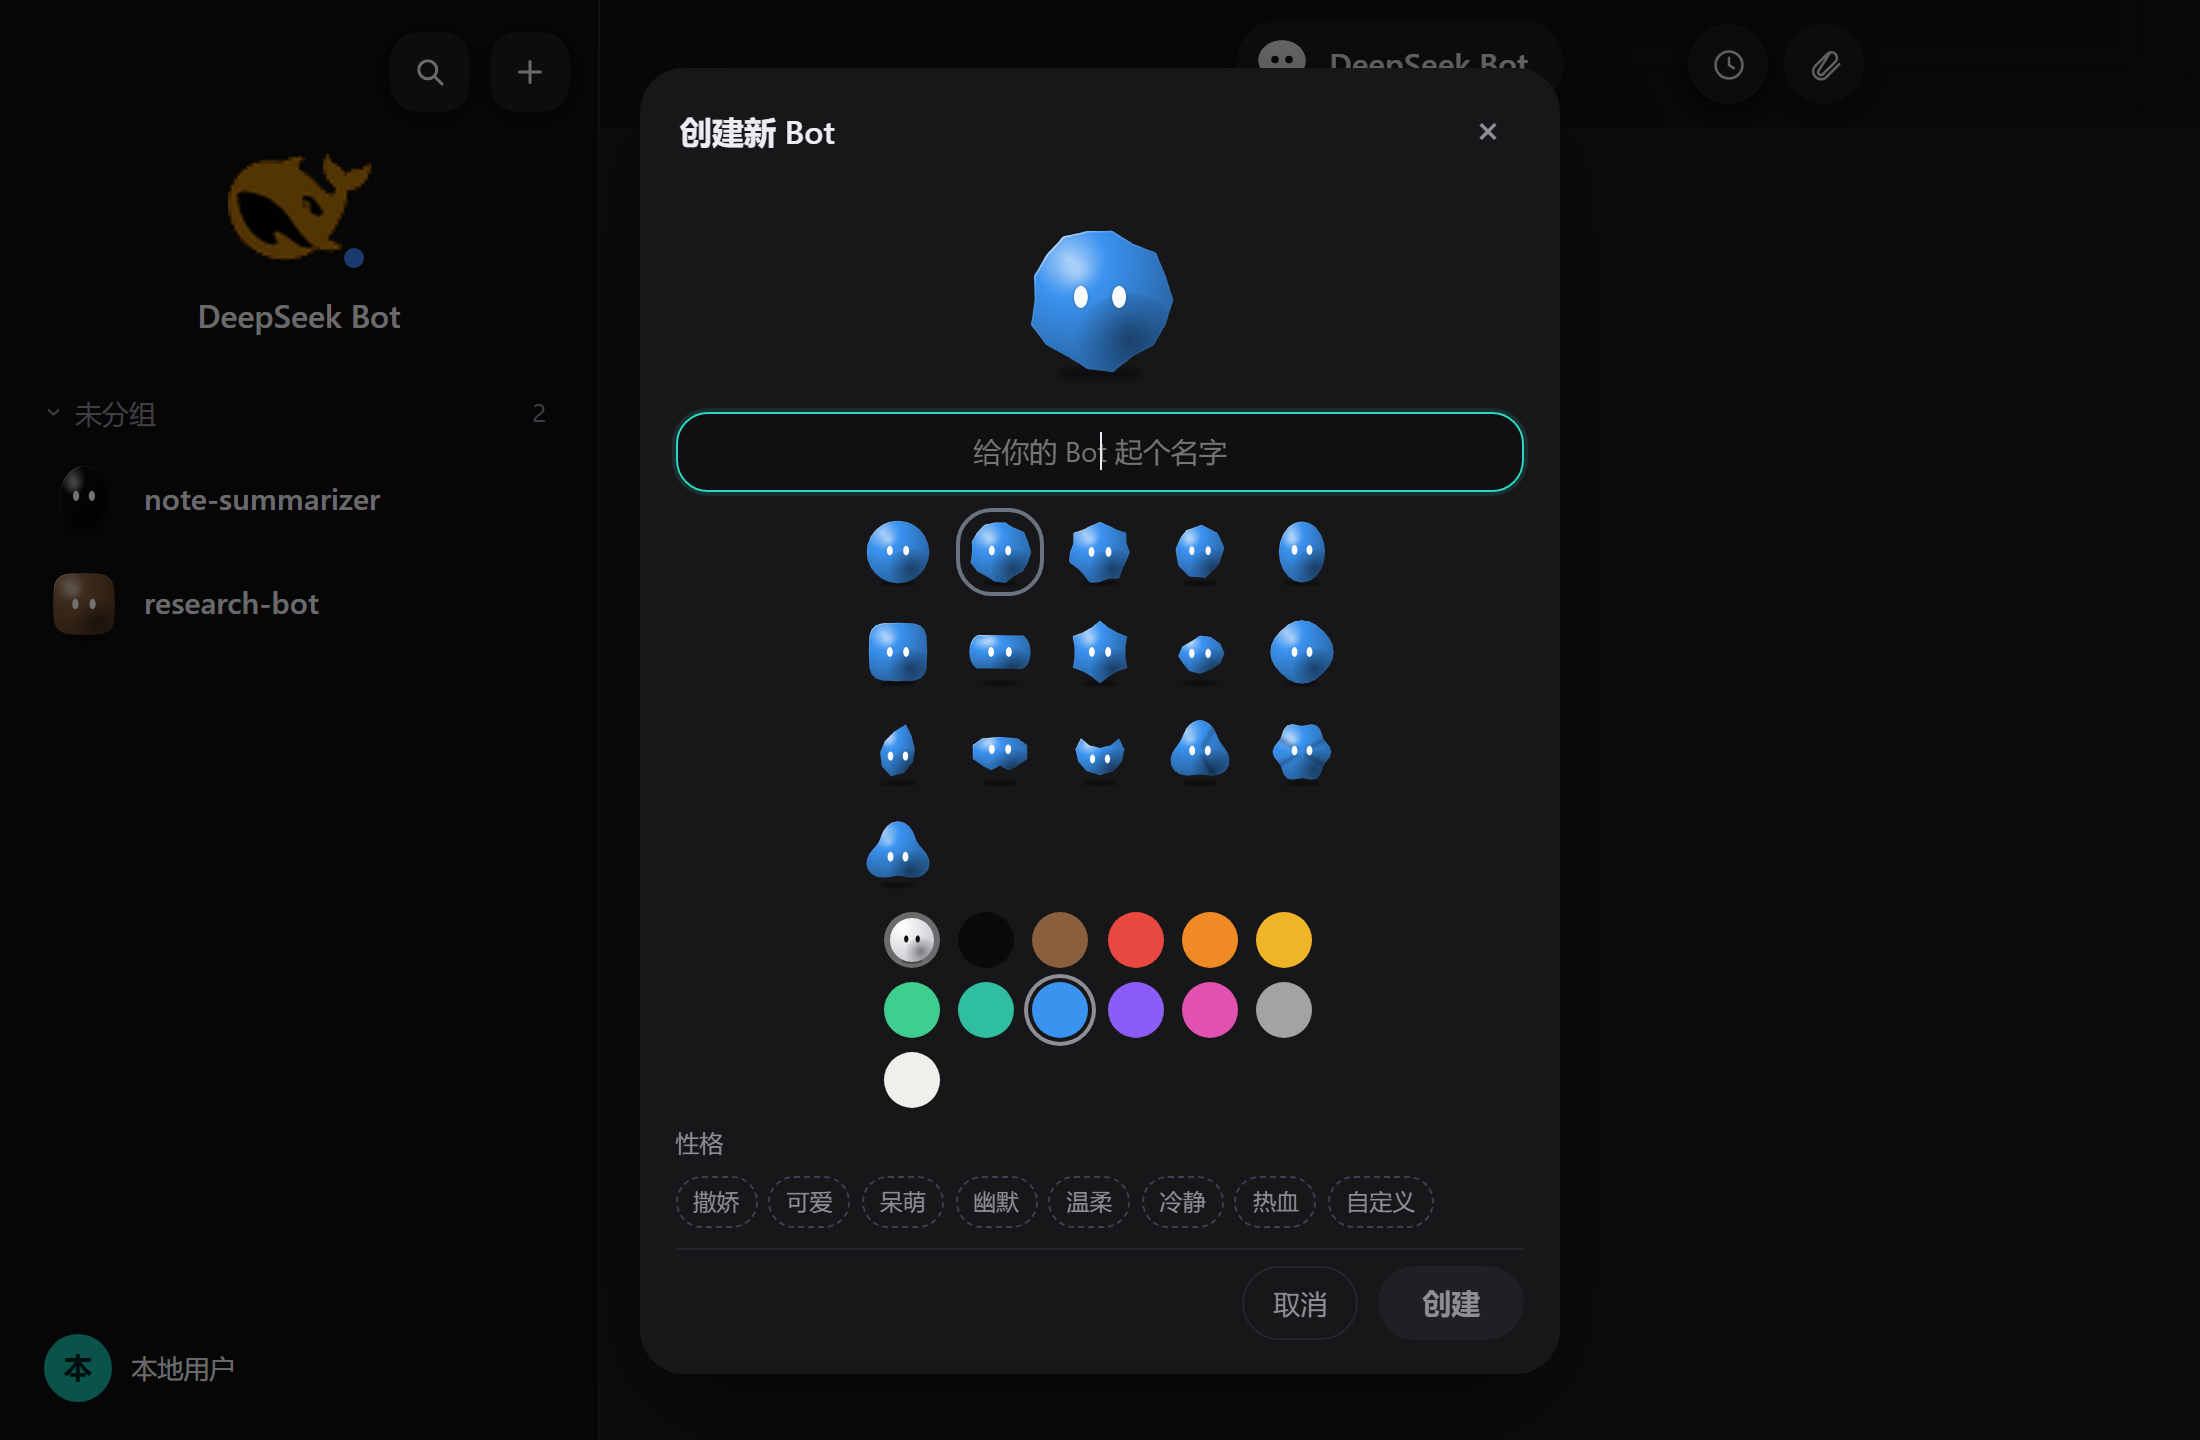 DeepSeek Bot
未分组
2
note-summarizer
research-bot
本
本地用户
DeepSeek Bot
创建新 Bot
给你的 Bot 起个名字
性格
撒娇
可爱
呆萌
幽默
温柔
冷静
热血
自定义
取消
创建